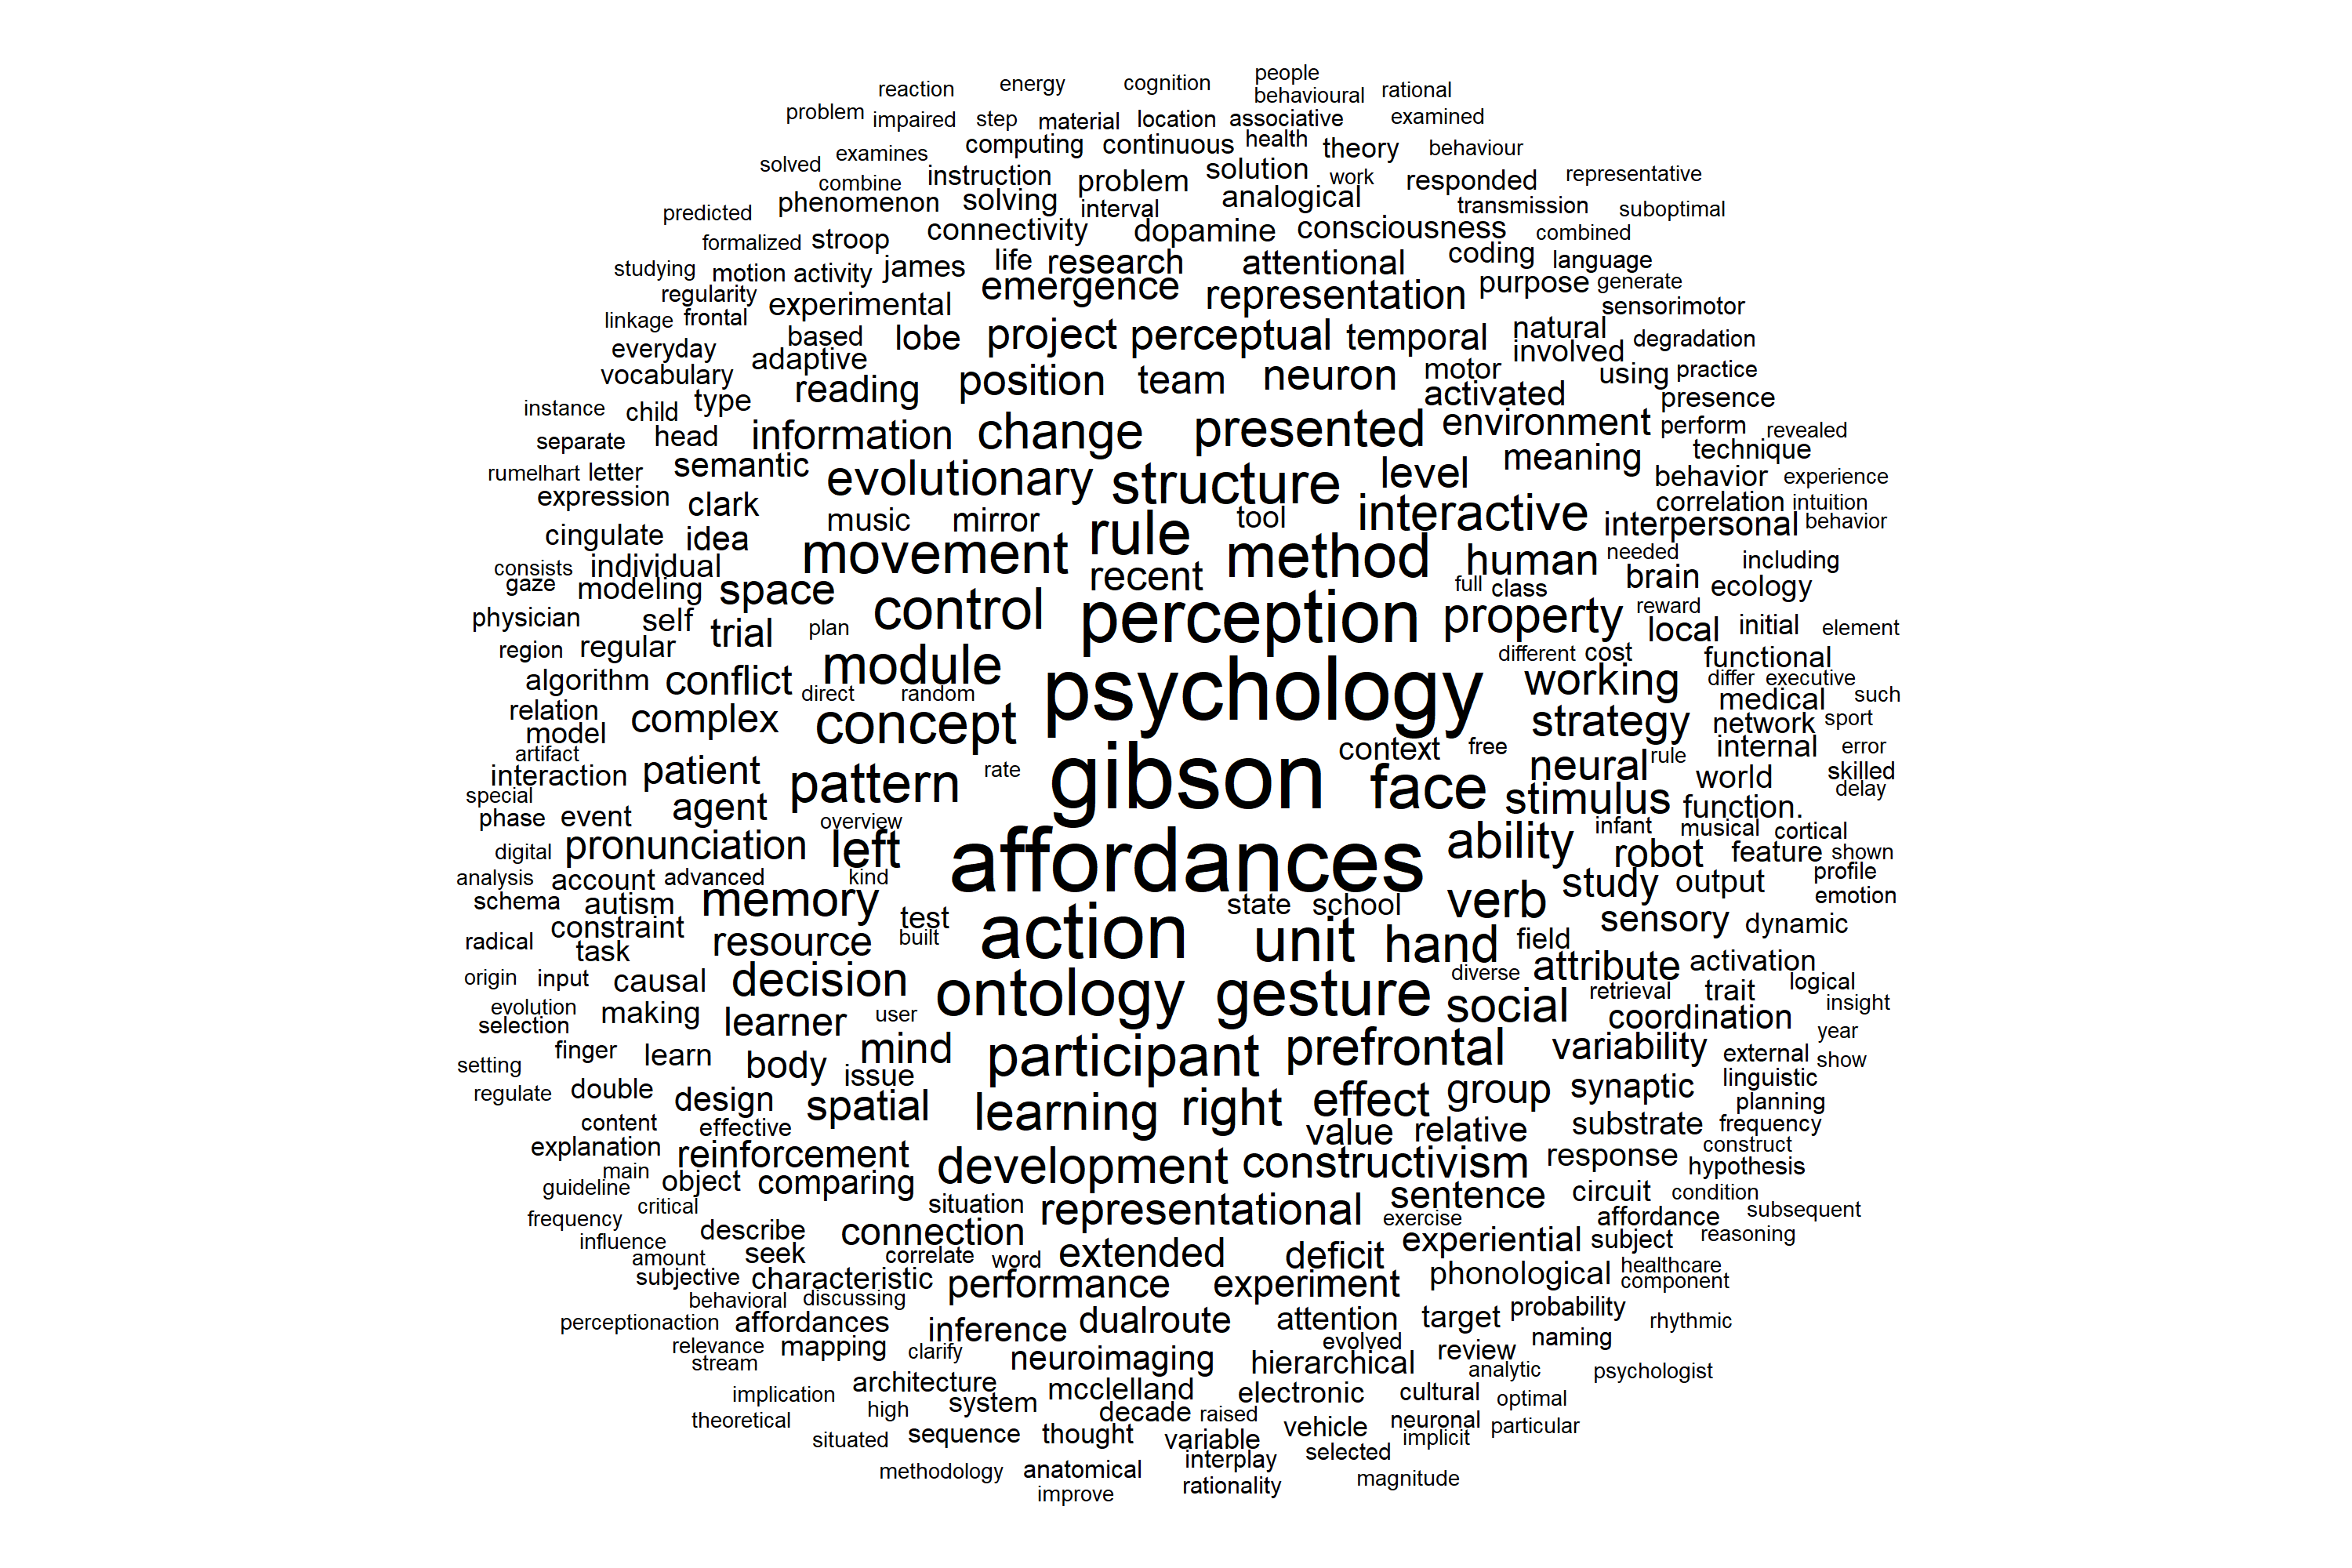 people
reaction energy cognition
behavioural rational
problem impaired step material location associative examined
computing continuous health theory behaviour
solved examines solution
combine instruction problem work responded representative
predicted phenomenon solving interval analogical transmission suboptimal
formalized stroop connectivity dopamine consciousness combined
studying motion activity james life research attentional coding language
regularity experimental emergence representation purpose generate
linkage frontal sensorimotor
everyday based lobe project perceptual temporal natural degradation
vocabulary adaptive involved
instance child type reading position team neuron motor using practice
activated presence
separate head information change presented environment perform revealed
rumelhart letter semantic evolutionary structure level meaning technique
expression clark behavior experience
cingulate idea music mirror rule tool interactive correlation intuition
interpersonal behavior
consists individual movement recent method human needed including
gaze modeling space full class brain ecology
physician self trial plan control perception property reward local initial element
region regular module different cost functional
algorithm conflict direct random psychology working differ executive
relation complex concept strategy medical such
model network sport
artifact context free neural rule internal error
interaction patient pattern rate gibson face stimulus world skilled
special agent function. delay
phase event overview infant musical cortical
digital pronunciation left affordances ability robot feature shown
analysis account advanced kind study output profile
schema autism memory verb emotion
radical constraint test state school sensory dynamic
task resource built action unit hand field
origin input causal decision diverse attribute activation
evolution making ontology gesture social retrieval trait logical
selection learner user coordination insight
finger learn mind participant prefrontal variability year
setting body issue external show
regulate double design spatial learning right effect group synaptic linguistic
content effective value relative substrate planning
explanation reinforcement frequency
main development constructivism response construct
guideline object comparing hypothesis
critical situation representational sentence circuit condition
frequency describe connection exercise affordance subsequent
influence seek correlate word extended deficit experiential subject reasoning
amount characteristic performance experiment phonological healthcare
subjective component
behavioral discussing
perceptionaction affordances inference dualroute attention target probability rhythmic
relevance mapping clarify evolved naming
stream neuroimaging hierarchical review
architecture analytic psychologist
implication system mcclelland electronic cultural optimal
theoretical high decade raised vehicle neuronal particular
situated sequence thought variable implicit
interplay selected
methodology anatomical rationality magnitude
improve